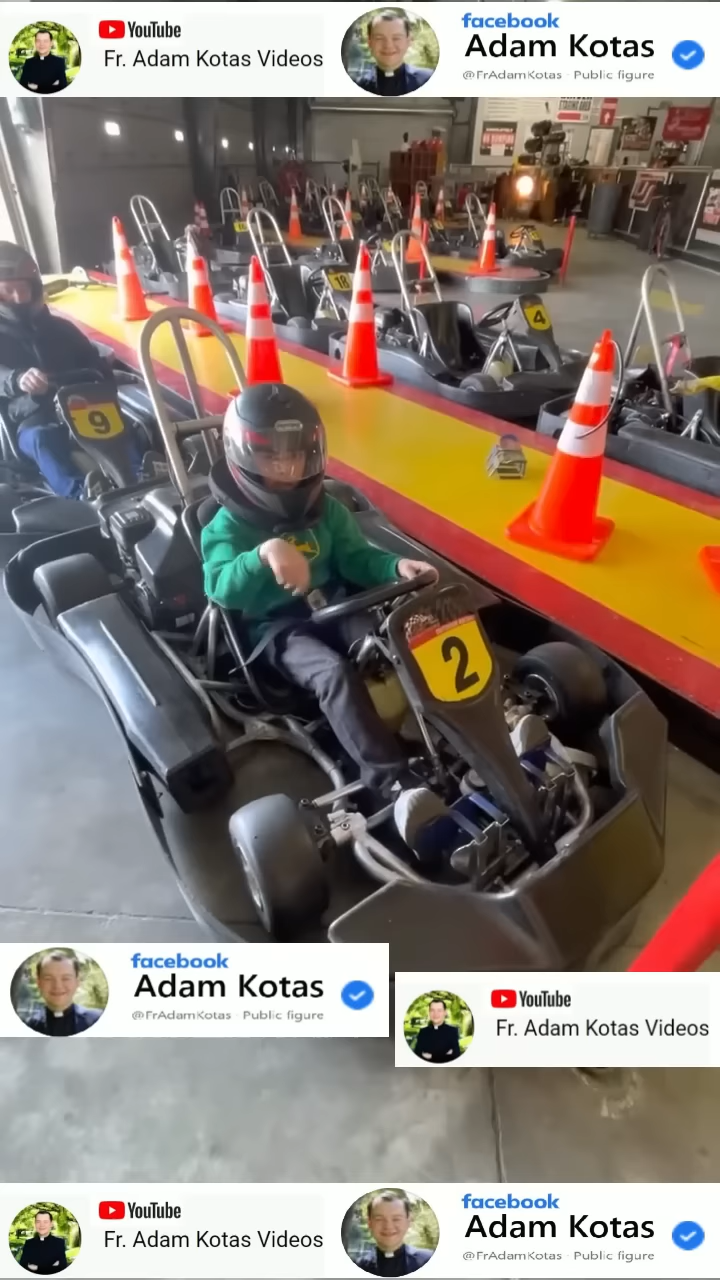 YouTube
Fr. Adam Kotas Videos
facebook
Adam Kotas
@FrAdamKotas · Public figure
18
4
9
2
facebook
Adam Kotas
@FrAdamKotas · Public figure
YouTube
Fr. Adam Kotas Videos
YouTube
Fr. Adam Kotas Videos
facebook
Adam Kotas
@FrAdamKotas · Public figure